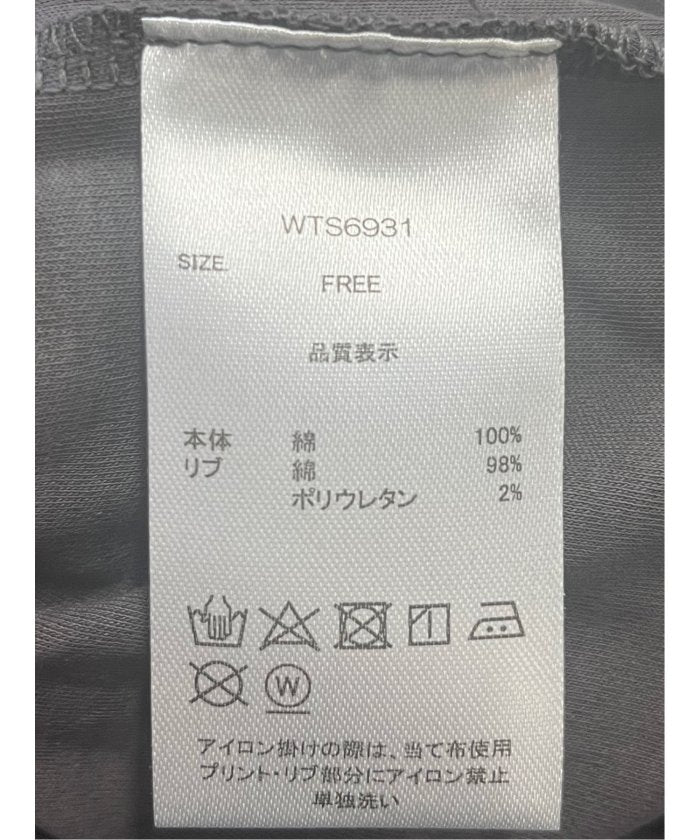 WTS6931
SIZE.
FREE
品質表示
本体 綿 100%
リブ 綿 98%
ポリウレタン 2%
W
アイロン掛けの際は、当て布使用
プリント・リブ部分にアイロン禁止
単独洗い